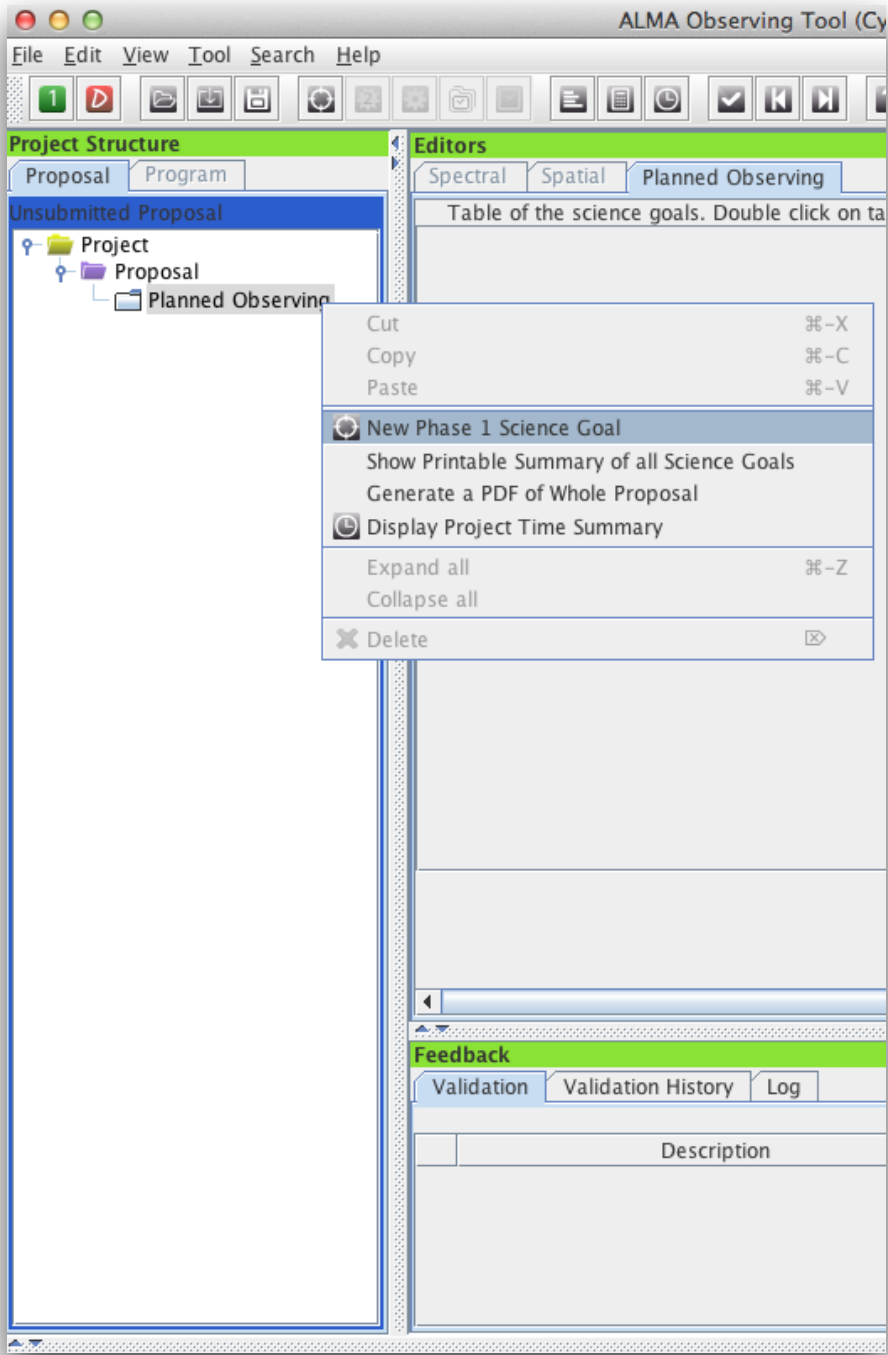 ALMA Observing Tool (Cy
File Edit View Tool Search Help
1 D
Project Structure
Proposal Program
Unsubmitted Proposal
Project
Proposal
Planned Observing
Editors
Spectral Spatial Planned Observing
Table of the science goals. Double click on ta
Cut ⌘-X
Copy ⌘-C
Paste ⌘-V
New Phase 1 Science Goal
Show Printable Summary of all Science Goals
Generate a PDF of Whole Proposal
Display Project Time Summary
Expand all ⌘-Z
Collapse all
Delete ⌦
Feedback
Validation Validation History Log
Description